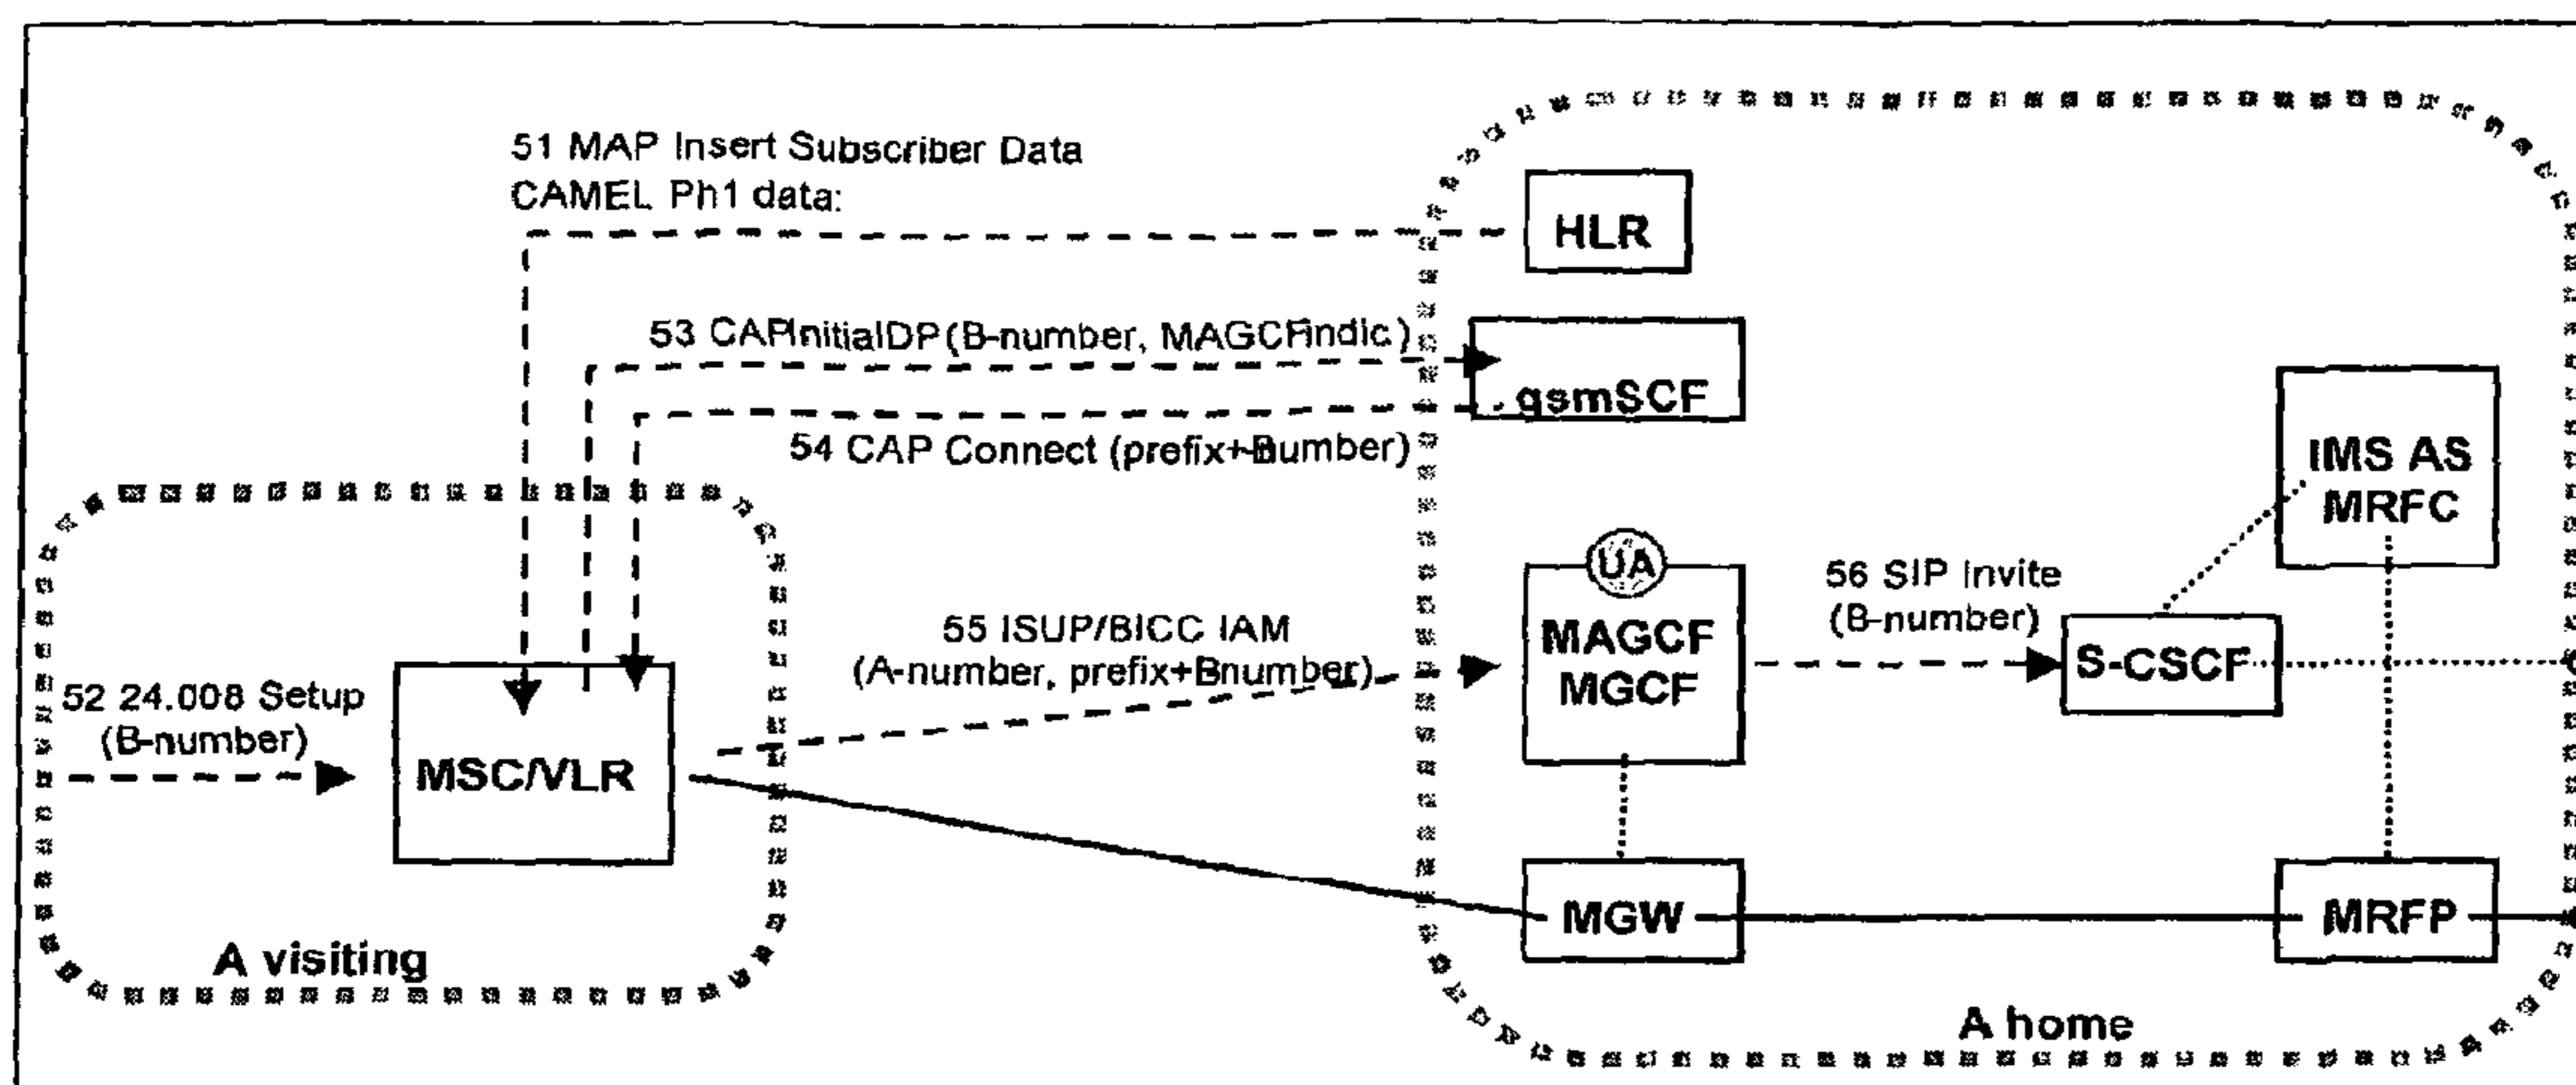 51 MAP Insert Subscriber Data
CAMEL Ph1 data:
HLR
53 CAPInitialDP(B-number, MAGCFindic)
gsmSCF
54 CAP Connect (prefix+Bnumber)
IMS AS
MRFC
UA
MAGCF
MGCF
56 SIP Invite
(B-number)
S-CSCF
55 ISUP/BICC IAM
(A-number, prefix+Bnumber)
52 24.008 Setup
(B-number)
MSC/VLR
MGW
MRFP
A visiting
A home